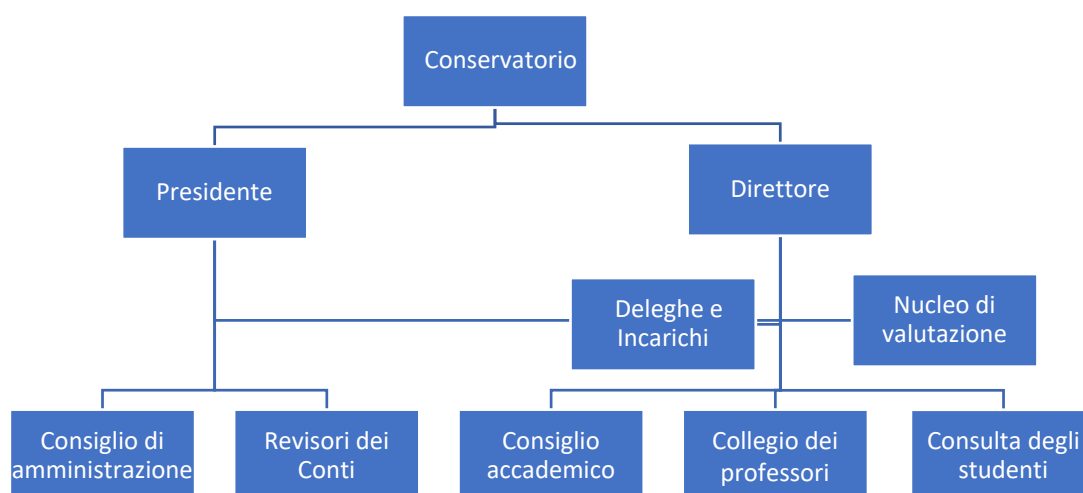 Conservatorio
Presidente
Direttore
Deleghe e
Incarichi
Nucleo di
valutazione
Consiglio di
amministrazione
Revisori dei
Conti
Consiglio
accademico
Collegio dei
professori
Consulta degli
studenti